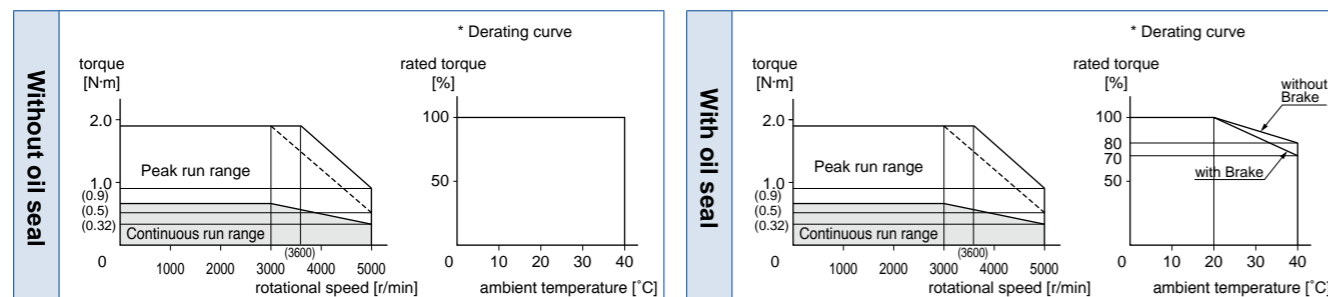 Without oil seal
* Derating curve
torque
[N·m]
rated torque
[%]
2.0
1.0
(0.9)
(0.5)
(0.32)
0
Peak run range
Continuous run range
(3600)
1000 2000 3000 4000 5000
rotational speed [r/min]
100
50
0 10 20 30 40
ambient temperature [˚C]
With oil seal
* Derating curve
torque
[N·m]
rated torque
[%]
2.0
1.0
(0.9)
(0.5)
(0.32)
0
Peak run range
Continuous run range
(3600)
1000 2000 3000 4000 5000
rotational speed [r/min]
without
Brake
100
80
70
50
with Brake
0 10 20 30 40
ambient temperature [˚C]